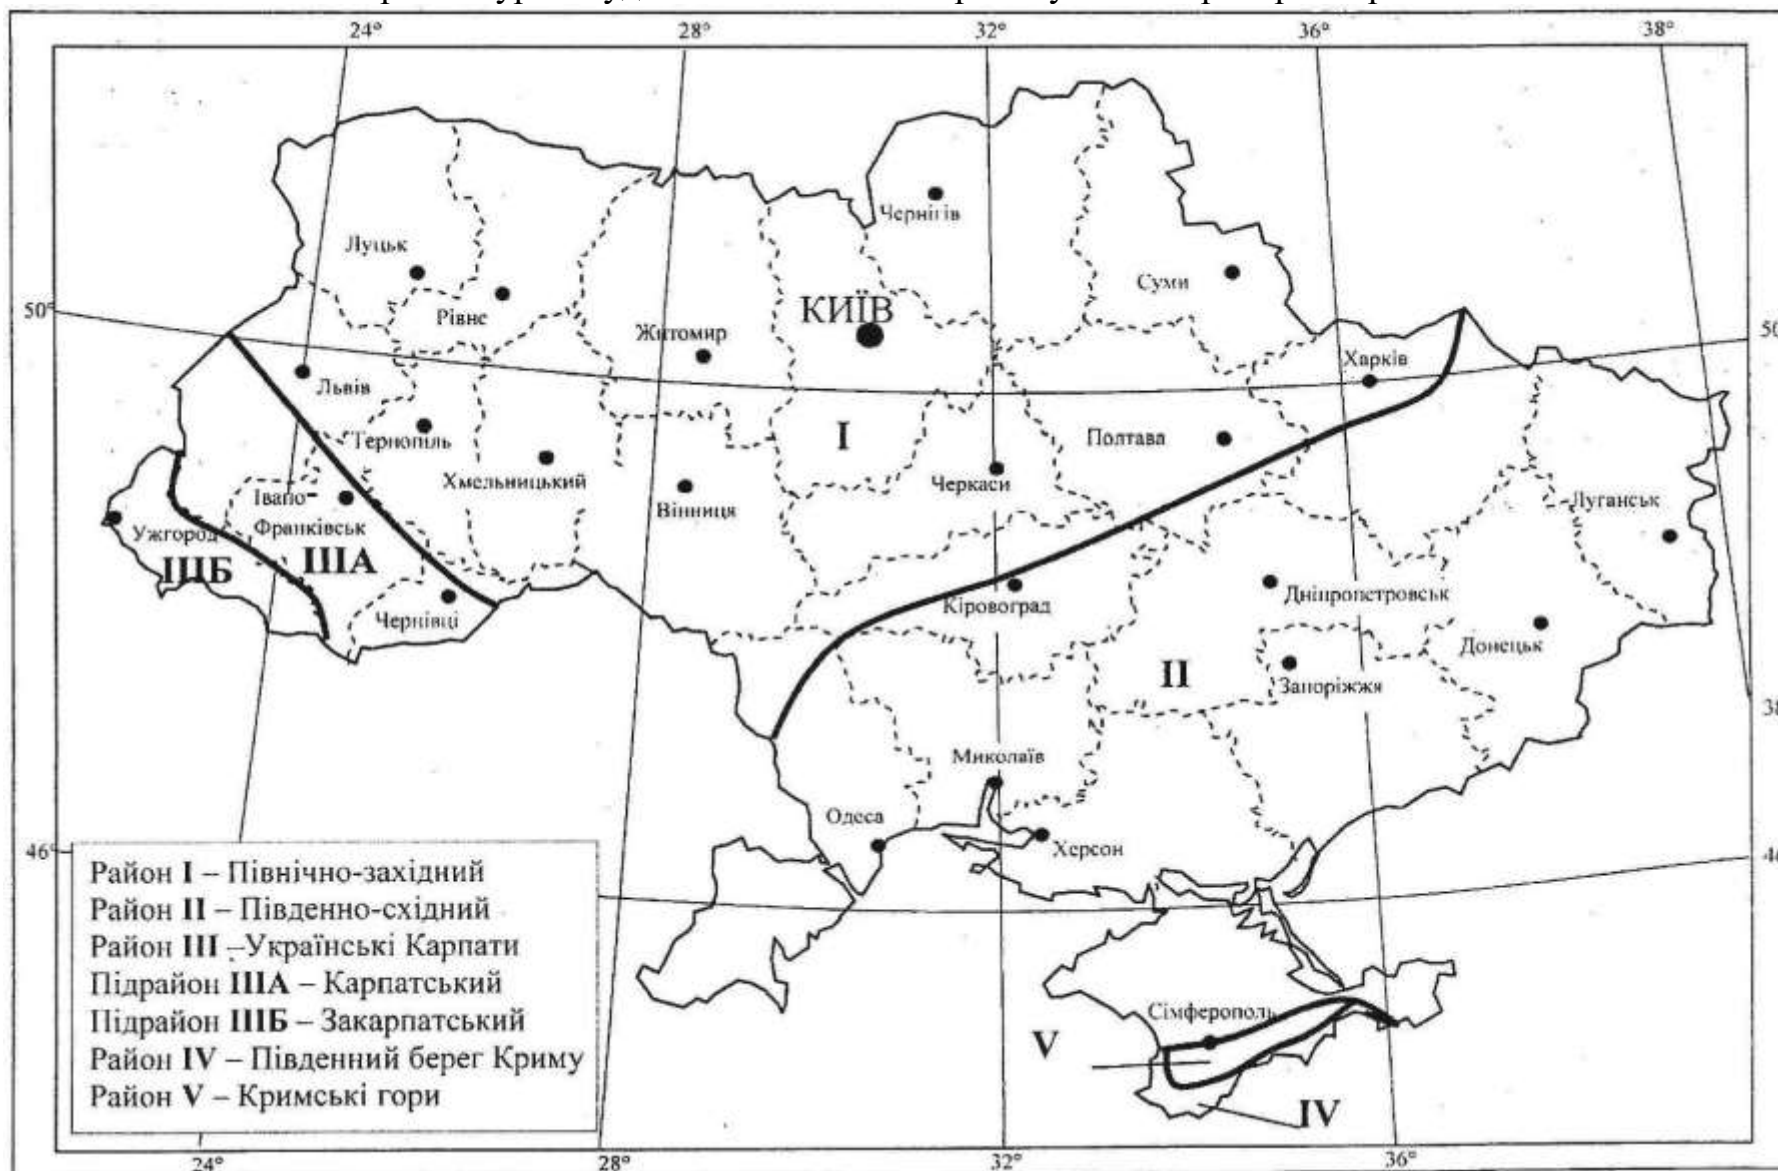 24°
28°
32°
36°
38°
Чернігів
Луцьк
Суми
50°
Рівне
Житомир
КИЇВ
50
Харків
Львів
Тернопіль
I
Полтава
Хмельницький
Черкаси
Вінниця
Івано-
Франківськ
Луганськ
Ужгород
IIIБ
IIIА
Чернівці
Кіровоград
Дніпропетровськ
Донецьк
II
Запоріжжя
38
Миколаїв
Одеса
Херсон
46°
46
Район I – Північно-західний
Район II – Південно-східний
Район III – Українські Карпати
Підрайон IIIА – Карпатський
Підрайон IIIБ – Закарпатський
Район IV – Південний берег Криму
Район V – Кримські гори
Сімферополь
V
IV
24°
28°
32°
36°